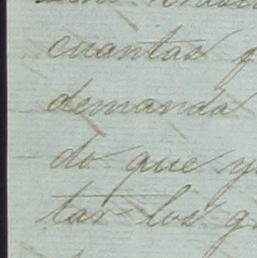 cuantas
demanda
do que y
tar los g